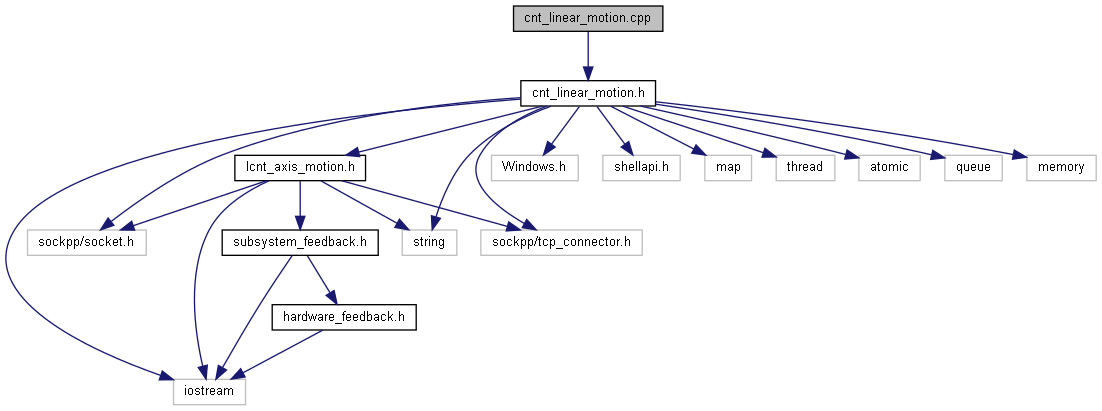 cnt_linear_motion.cpp
cnt_linear_motion.h
lcnt_axis_motion.h
Windows.h
shellapi.h
map
thread
atomic
queue
memory
sockpp/socket.h
subsystem_feedback.h
string
sockpp/tcp_connector.h
hardware_feedback.h
iostream